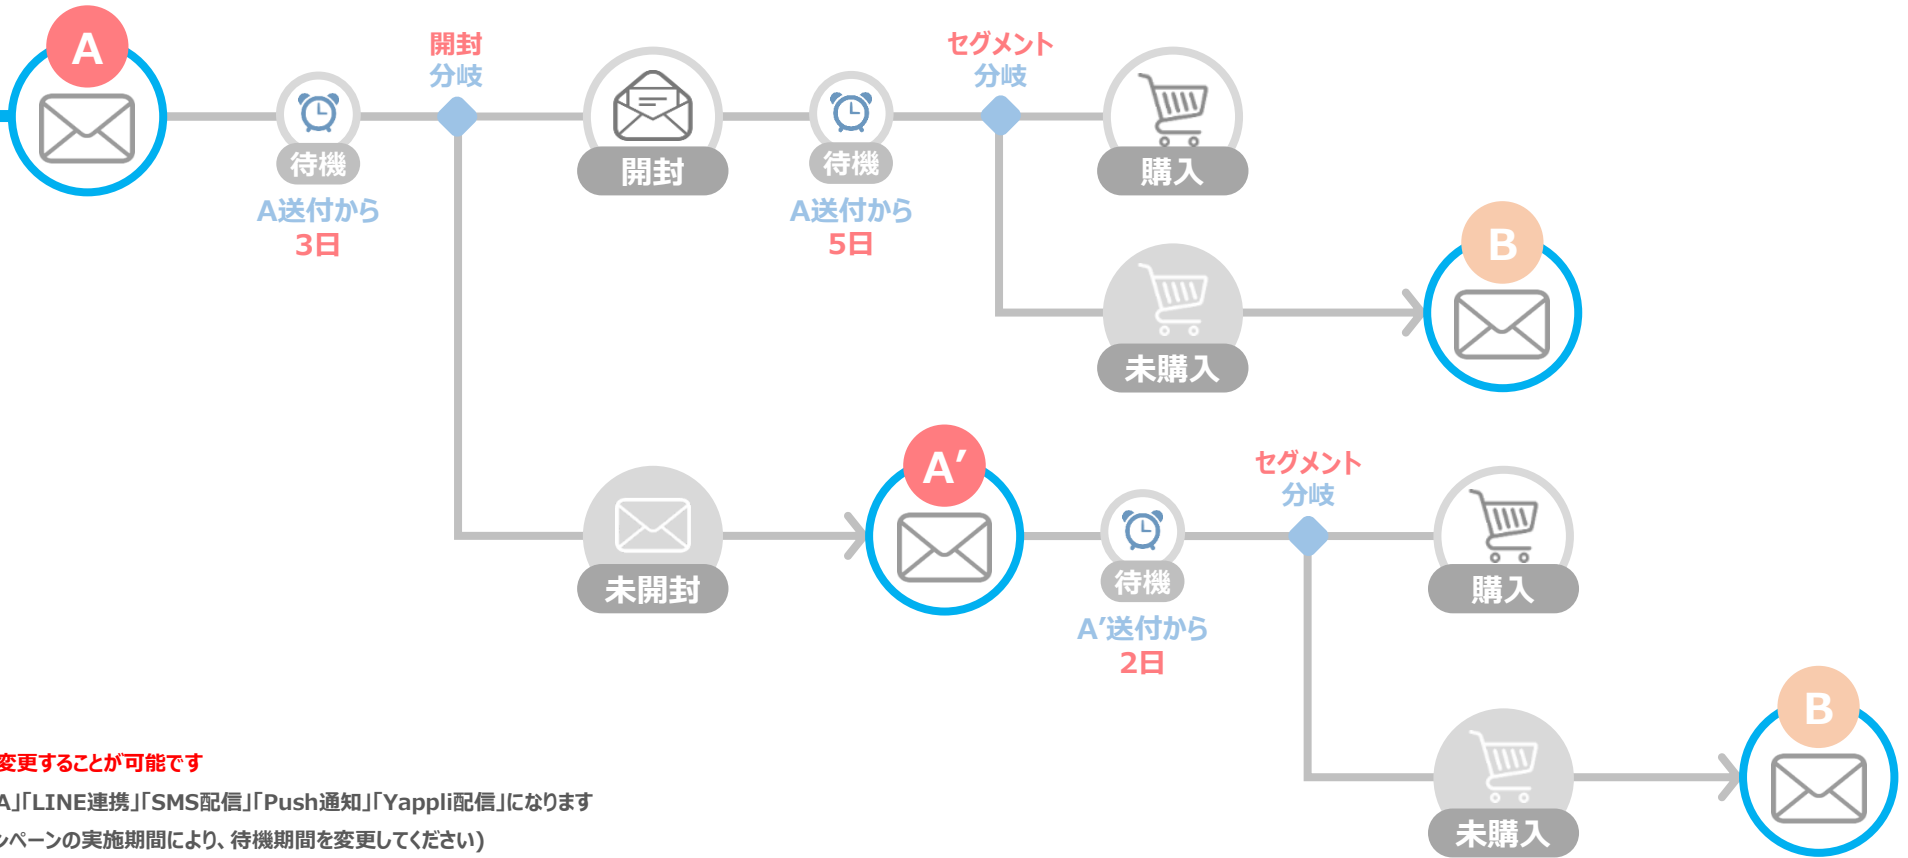 A
開封
分岐
セグメント
分岐
待機
開封
待機
購入
A送付から
3日
A送付から
5日
B
未購入
A′
セグメント
分岐
未開封
待機
購入
A′送付から
2日
B
変更することが可能です
A」「LINE連携」「SMS配信」「Push通知」「Yappli配信」になります
ンペーンの実施期間により、待機期間を変更してください)
未購入